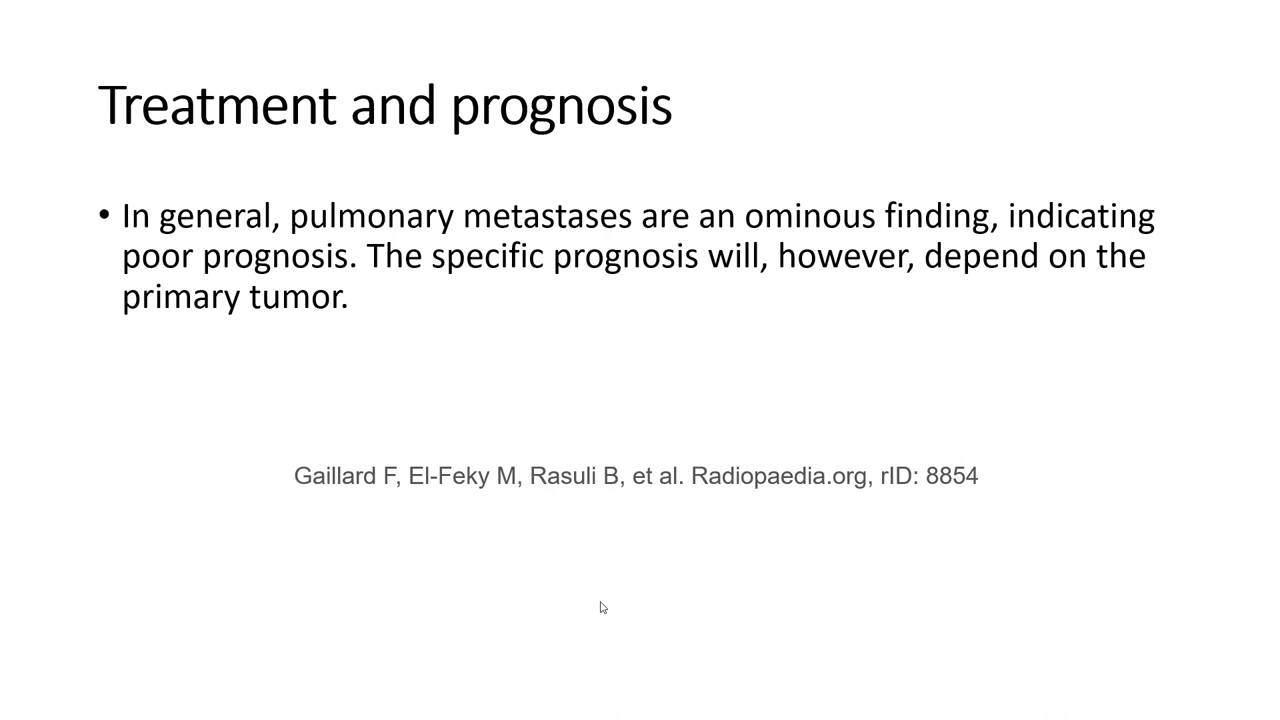 Treatment and prognosis
• In general, pulmonary metastases are an ominous finding, indicating
poor prognosis. The specific prognosis will, however, depend on the
primary tumor.
Gaillard F, El-Feky M, Rasuli B, et al. Radiopaedia.org, rID: 8854